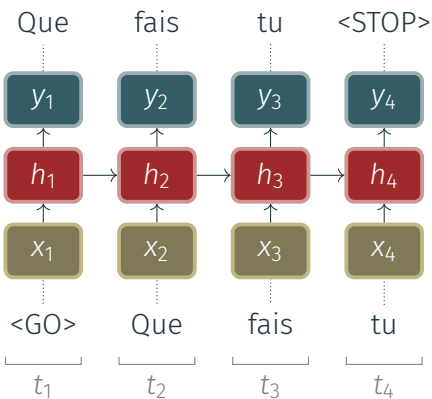 Que fais tu <STOP>
y1 y2 y3 y4
h1 h2 h3 h4
x1 x2 x3 x4
<GO> Que fais tu
t1 t2 t3 t4